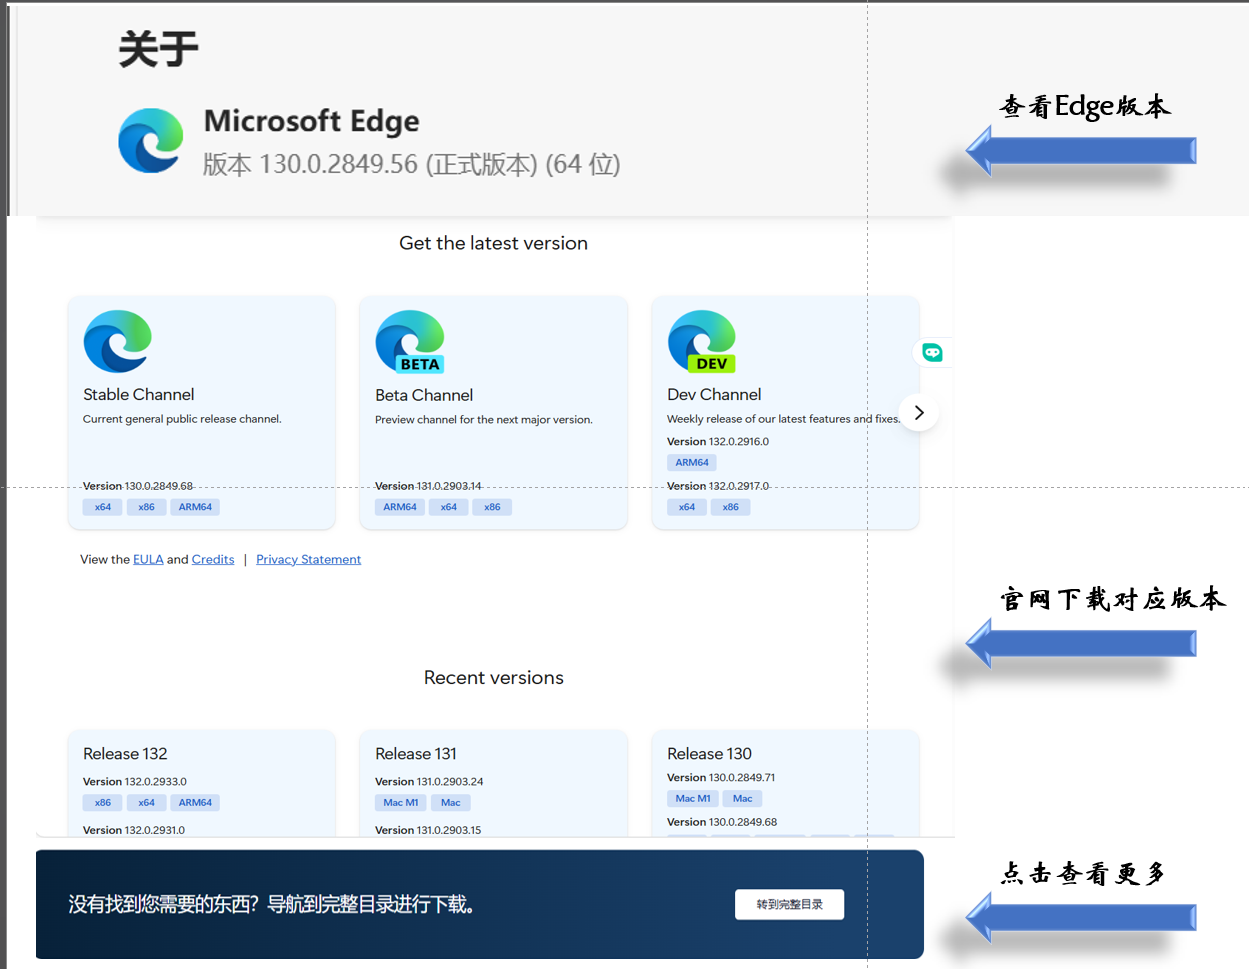 关于
Microsoft Edge
版本 130.0.2849.56 (正式版本) (64 位)
查看Edge版本
Get the latest version
Stable Channel
Current general public release channel.
Version 130.0.2849.68
x64 x86 ARM64
BETA
Beta Channel
Preview channel for the next major version.
Version 131.0.2903.14
ARM64 x64 x86
DEV
Dev Channel
Weekly release of our latest features and fixes.
Version 132.0.2916.0
ARM64
Version 132.0.2917.0
x64 x86
View the EULA and Credits | Privacy Statement
官网下载对应版本
Recent versions
Release 132
Version 132.0.2933.0
x86 x64 ARM64
Version 132.0.2931.0
Release 131
Version 131.0.2903.24
Mac M1 Mac
Version 131.0.2903.15
Release 130
Version 130.0.2849.71
Mac M1 Mac
Version 130.0.2849.68
点击查看更多
没有找到您需要的东西？导航到完整目录进行下载。
转到完整目录